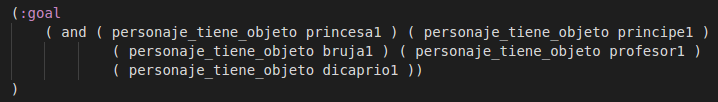 (:goal
( and ( personaje_tiene_objeto princesa1 ) ( personaje_tiene_objeto principe1 )
( personaje_tiene_objeto bruja1 ) ( personaje_tiene_objeto profesor1 )
( personaje_tiene_objeto dicaprio1 ))
)